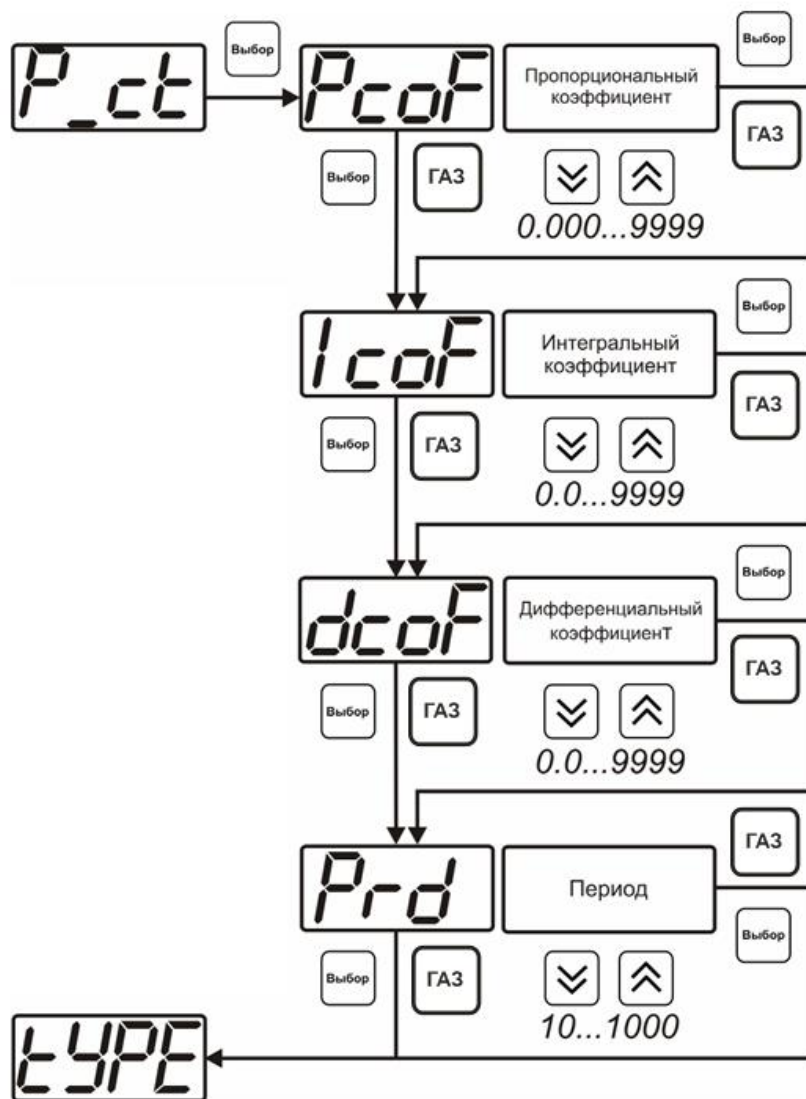 Выбор
Выбор
P_ct
PcoF
Пропорциональный
коэффициент
ГАЗ
Выбор
ГАЗ
0.000...9999
Выбор
IcoF
Интегральный
коэффициент
ГАЗ
Выбор
ГАЗ
0.0...9999
Выбор
dcoF
Дифференциальный
коэффициент
ГАЗ
Выбор
ГАЗ
0.0...9999
ГАЗ
Prd
Период
Выбор
Выбор
ГАЗ
10...1000
tYPE